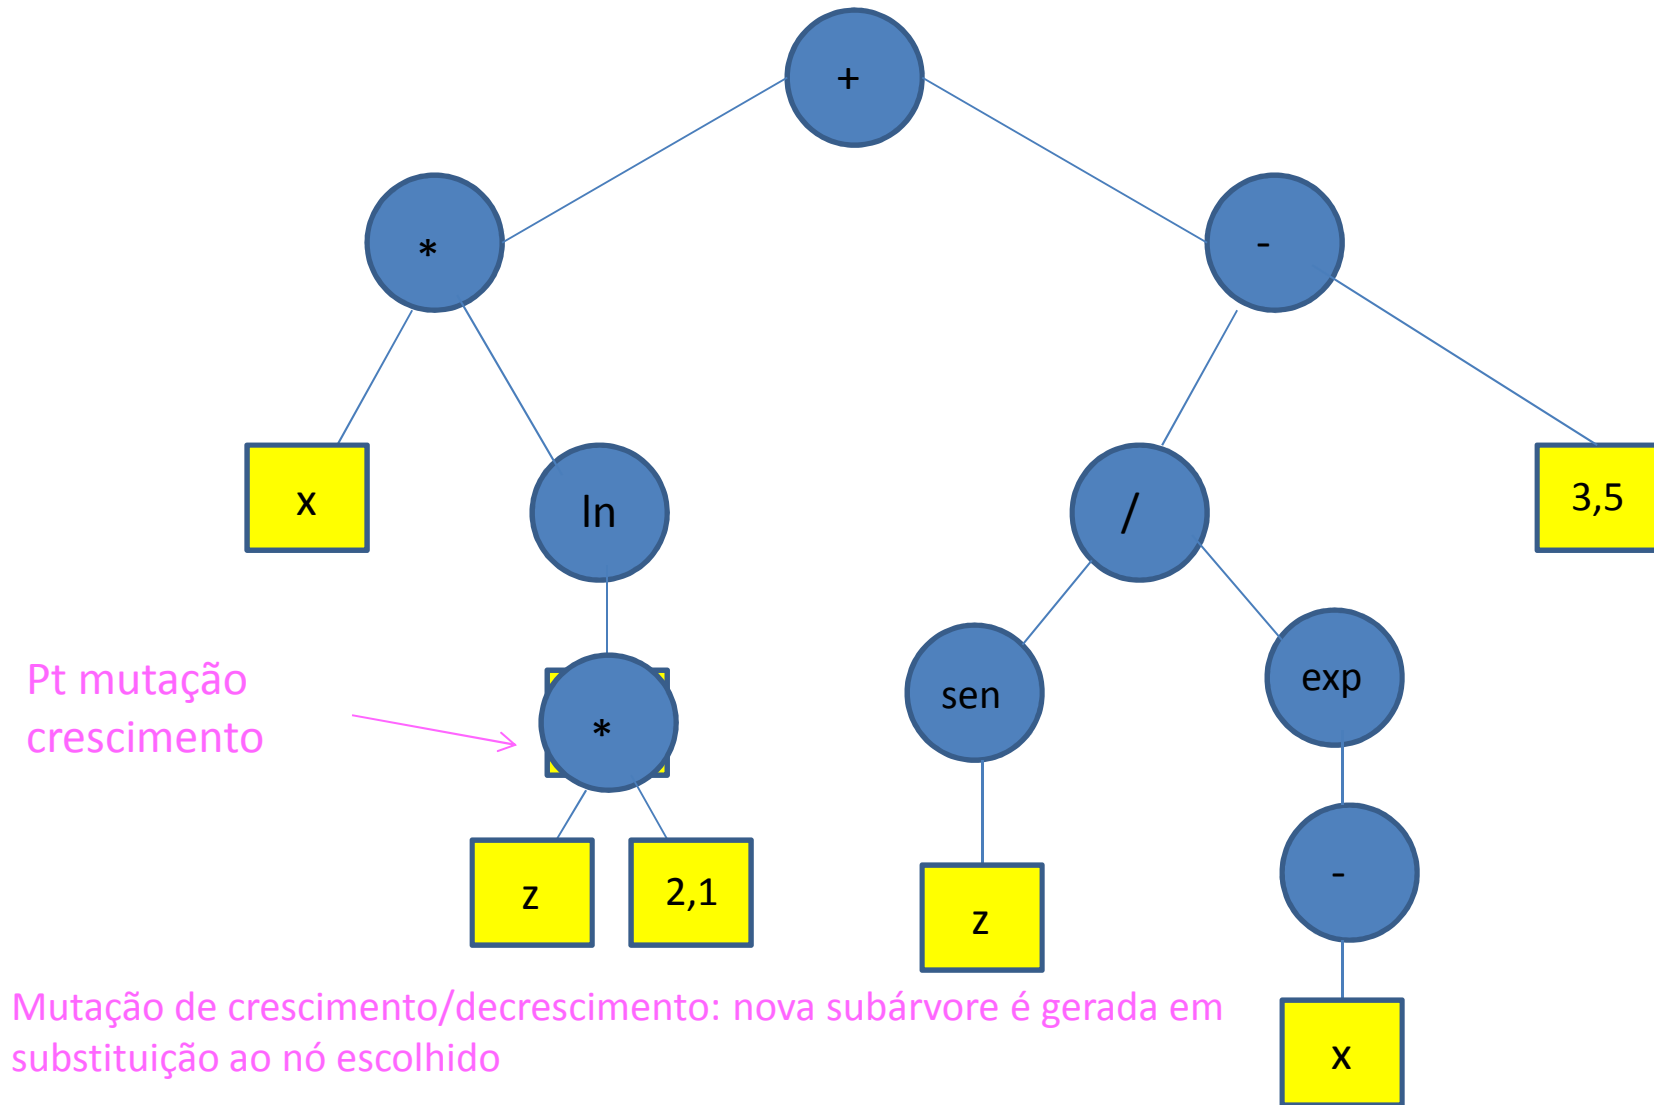 +
*
-
x
ln
/
3,5
Pt mutação
crescimento
*
sen
exp
z
2,1
z
-
Mutação de crescimento/decrescimento: nova subárvore é gerada em
substituição ao nó escolhido
x